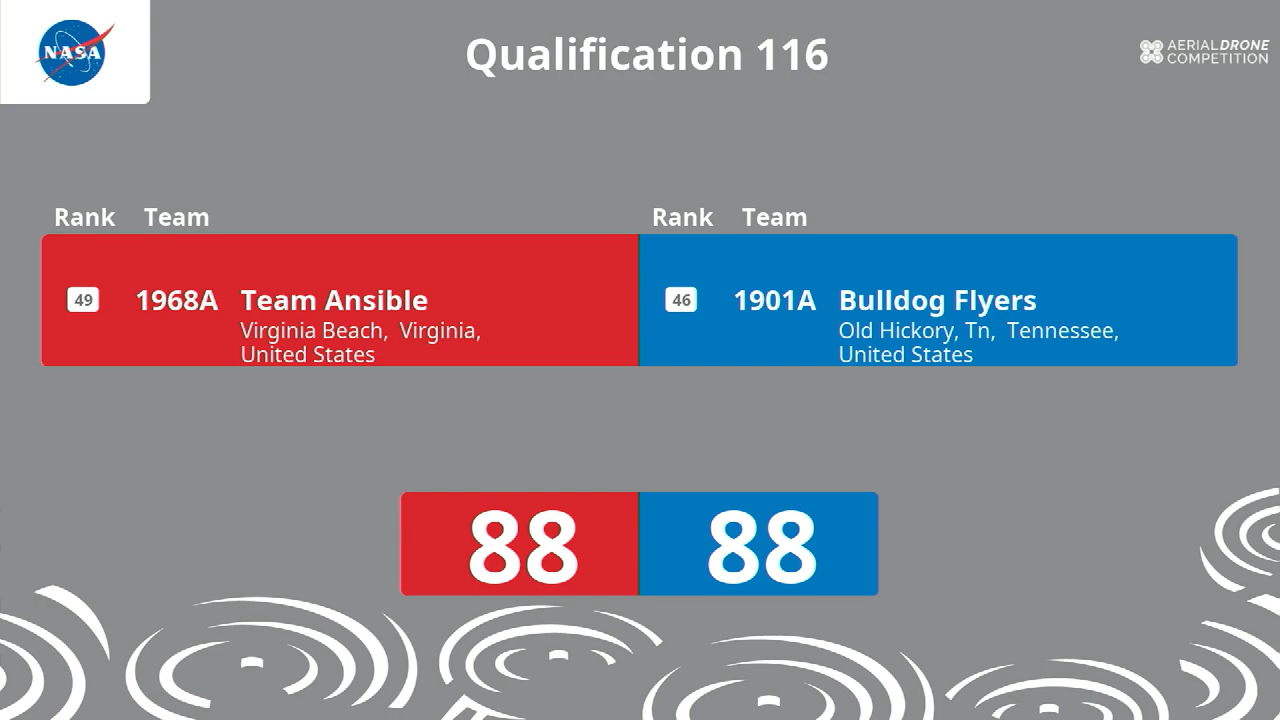 NASA
Qualification 116
AERIALDRONE
COMPETITION
Rank Team
Rank Team
49 1968A Team Ansible
Virginia Beach,  Virginia,
United States
46 1901A Bulldog Flyers
Old Hickory, Tn,  Tennessee,
United States
88 88